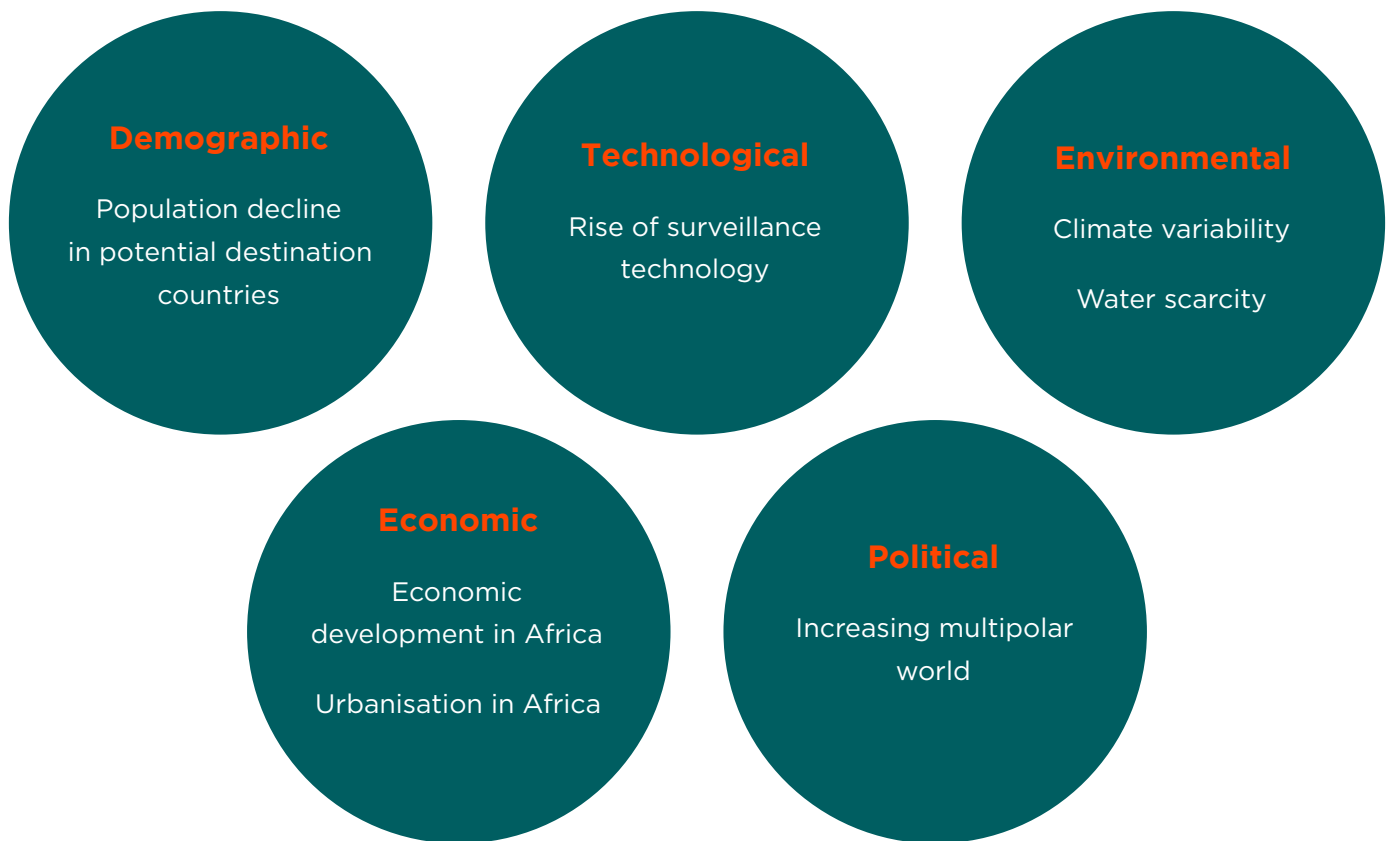 Demographic
Population decline
in potential destination
countries
Technological
Rise of surveillance
technology
Environmental
Climate variability
Water scarcity
Economic
Economic
development in Africa
Urbanisation in Africa
Political
Increasing multipolar
world